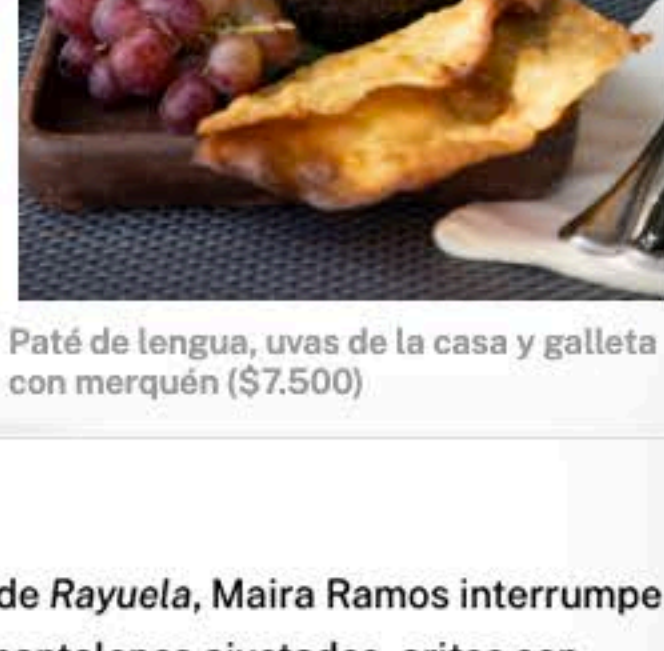 Paté de lengua, uvas de la casa y galleta
con merquén ($7.500)
de Rayuela, Maira Ramos interrumpe